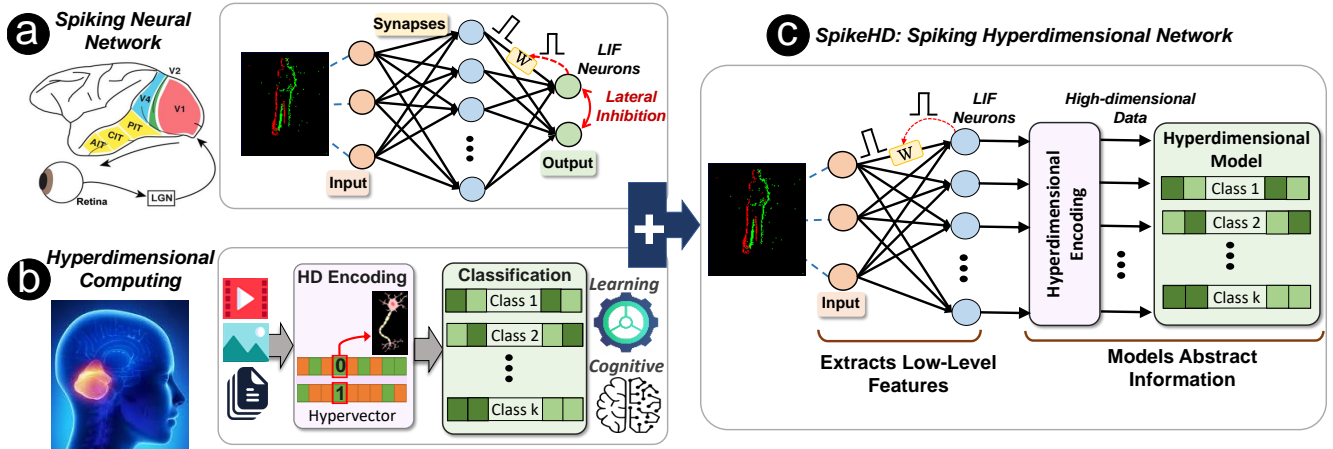 a
Spiking Neural
Network
V2
V4
V1
PIT
CIT
AIT
Retina
LGN
Synapses
W
LIF
Neurons
Lateral
Inhibition
Input
Output
b
Hyperdimensional
Computing
HD Encoding
0
1
Hypervector
Classification
Class 1
Class 2
Class k
Learning
Cognitive
+
c
SpikeHD: Spiking Hyperdimensional Network
LIF
Neurons
W
Input
Hyperdimensional
Encoding
High-dimensional
Data
Hyperdimensional
Model
Class 1
Class 2
Class k
Extracts Low-Level
Features
Models Abstract
Information